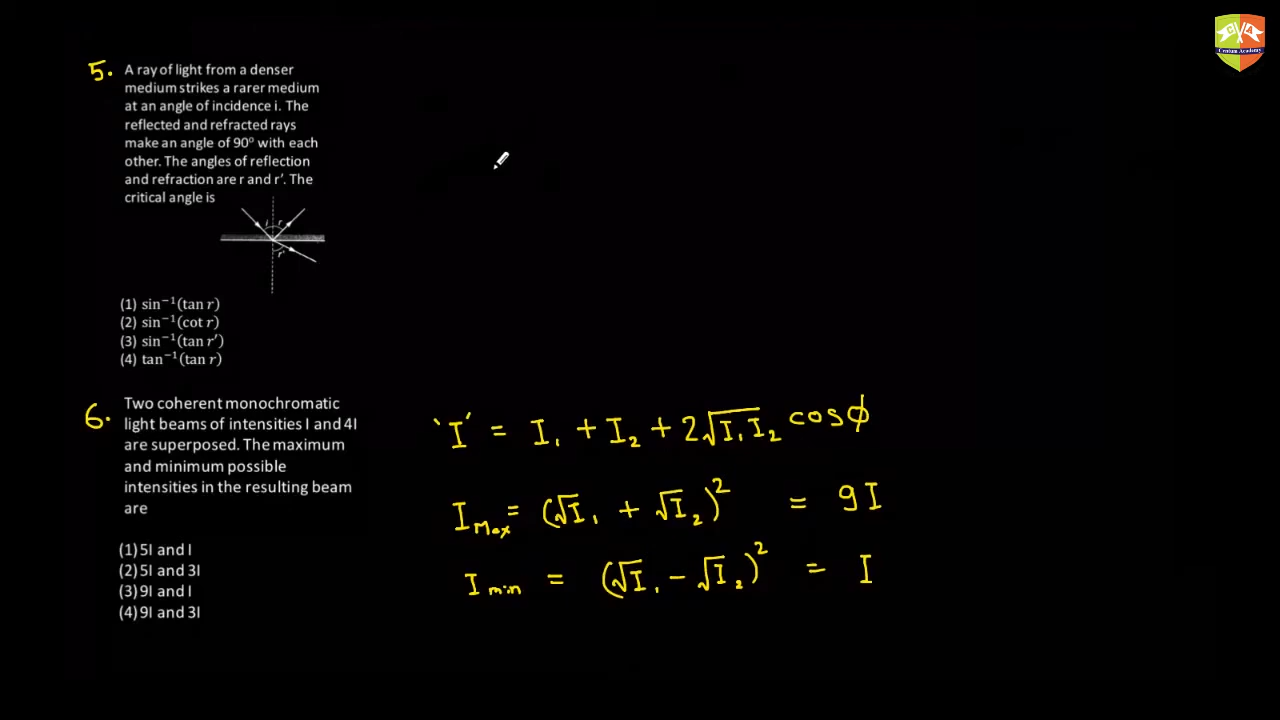 Centum Academy
5. A ray of light from a denser
medium strikes a rarer medium
at an angle of incidence i. The
reflected and refracted rays
make an angle of 90° with each
other. The angles of reflection
and refraction are r and r'. The
critical angle is
i r
r'
(1) sin⁻¹(tan r)
(2) sin⁻¹(cot r)
(3) sin⁻¹(tan r')
(4) tan⁻¹(tan r)
6. Two coherent monochromatic
light beams of intensities I and 4I
are superposed. The maximum
and minimum possible
intensities in the resulting beam
are
(1) 5I and I
(2) 5I and 3I
(3) 9I and I
(4) 9I and 3I
'I' = I₁ + I₂ + 2√I₁I₂ cosϕ
I Max = (√I₁ + √I₂)² = 9I
I min = (√I₁ − √I₂)² = I